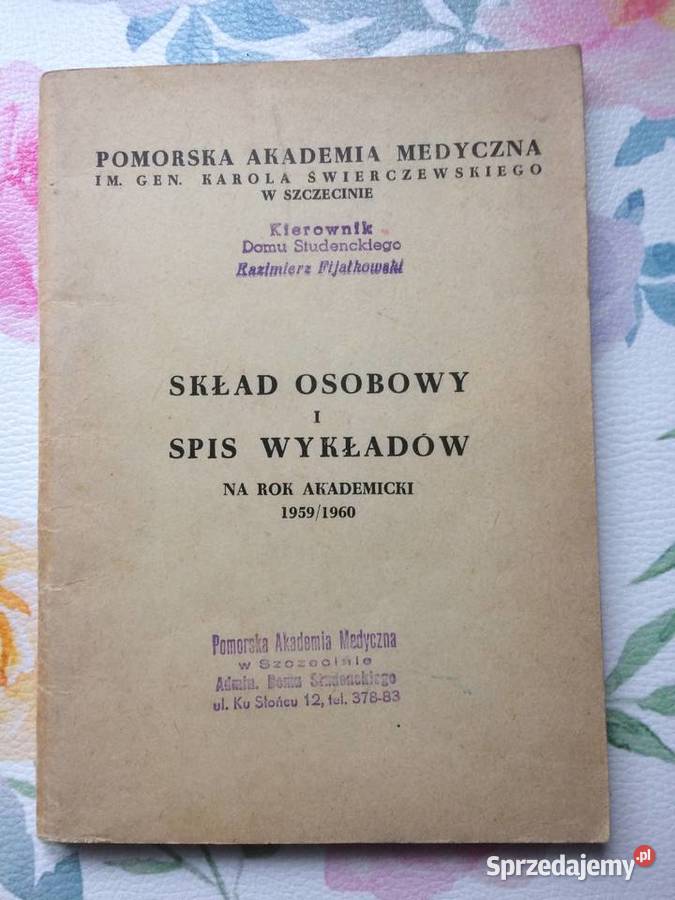 POMORSKA AKADEMIA MEDYCZNA
IM. GEN. KAROLA ŚWIERCZEWSKIEGO
W SZCZECINIE
Kierownik
Domu Studenckiego
Kazimierz Fijałkowski
SKŁAD OSOBOWY
I
SPIS WYKŁADÓW
NA ROK AKADEMICKI
1959/1960
Pomorska Akademia Medyczna
w Szczecinie
Admin. Domu Studenckiego
ul. Ku Słońcu 12, tel. 378-83
Sprzedajemy.pl